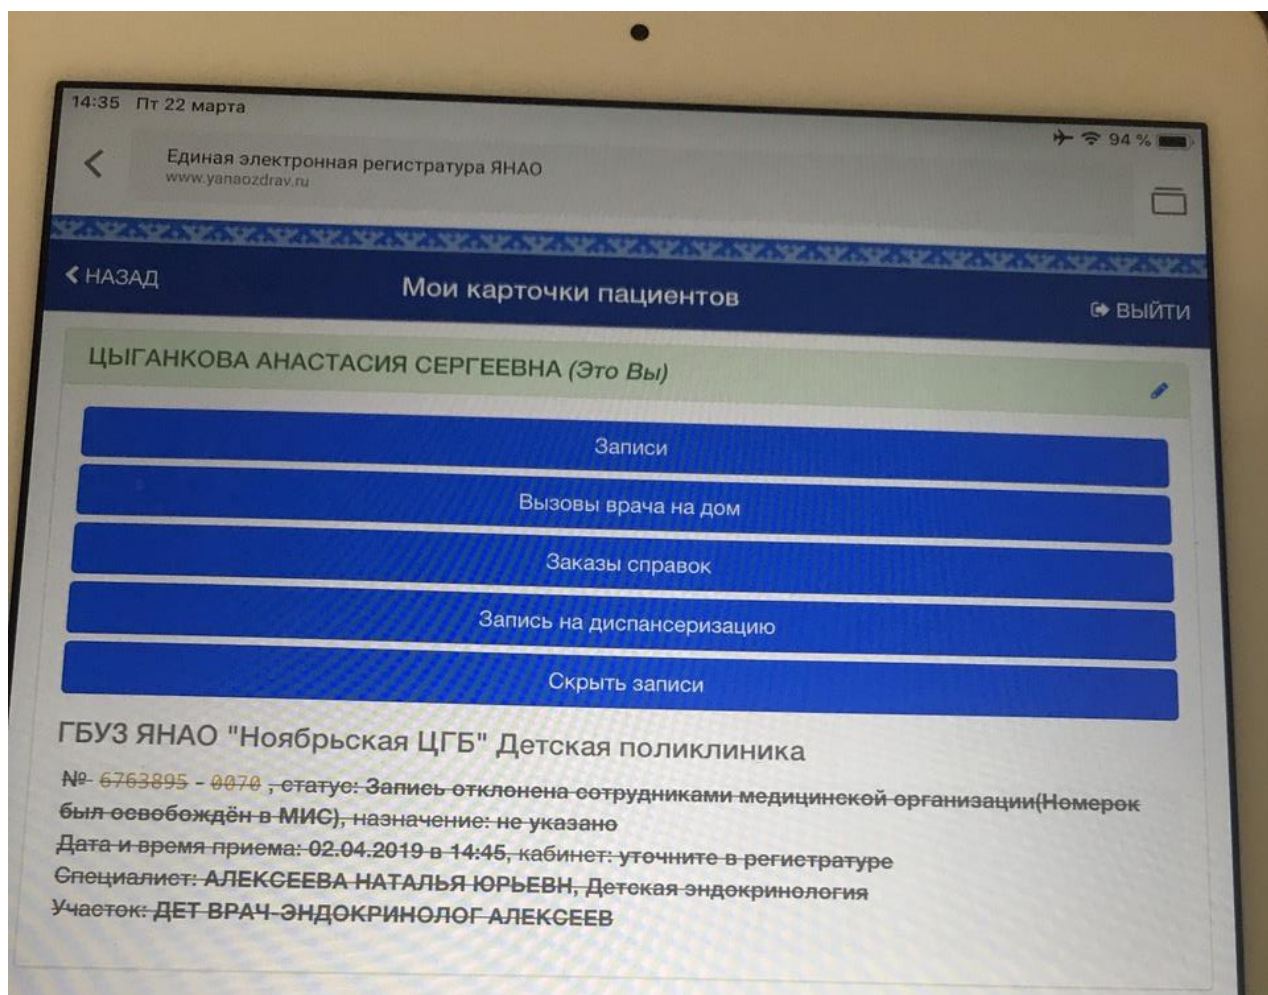 14:35 Пт 22 марта
94 %
Единая электронная регистратура ЯНАО
www.yanaozdrav.ru
НАЗАД
Мои карточки пациентов
ВЫЙТИ
ЦЫГАНКОВА АНАСТАСИЯ СЕРГЕЕВНА (Это Вы)
Записи
Вызовы врача на дом
Заказы справок
Запись на диспансеризацию
Скрыть записи
ГБУЗ ЯНАО "Ноябрьская ЦГБ" Детская поликлиника
№ 6763895 - 0070 , статус: Запись отклонена сотрудниками медицинской организации(Номерок
был освобождён в МИС), назначение: не указано
Дата и время приема: 02.04.2019 в 14:45, кабинет: уточните в регистратуре
Специалист: АЛЕКСЕЕВА НАТАЛЬЯ ЮРЬЕВН, Детская эндокринология
Участок: ДЕТ ВРАЧ-ЭНДОКРИНОЛОГ АЛЕКСЕЕВ